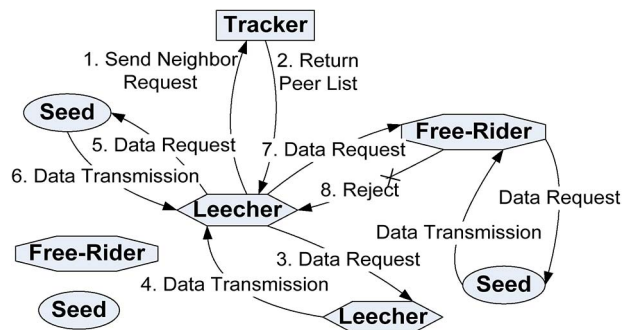 Tracker
1. Send Neighbor
Request
2. Return
Peer List
Seed
5. Data Request
6. Data Transmission
7. Data Request
Free-Rider
8. Reject
Leecher
Data Request
Data Transmission
Free-Rider
3. Data Request
4. Data Transmission
Seed
Seed
Leecher